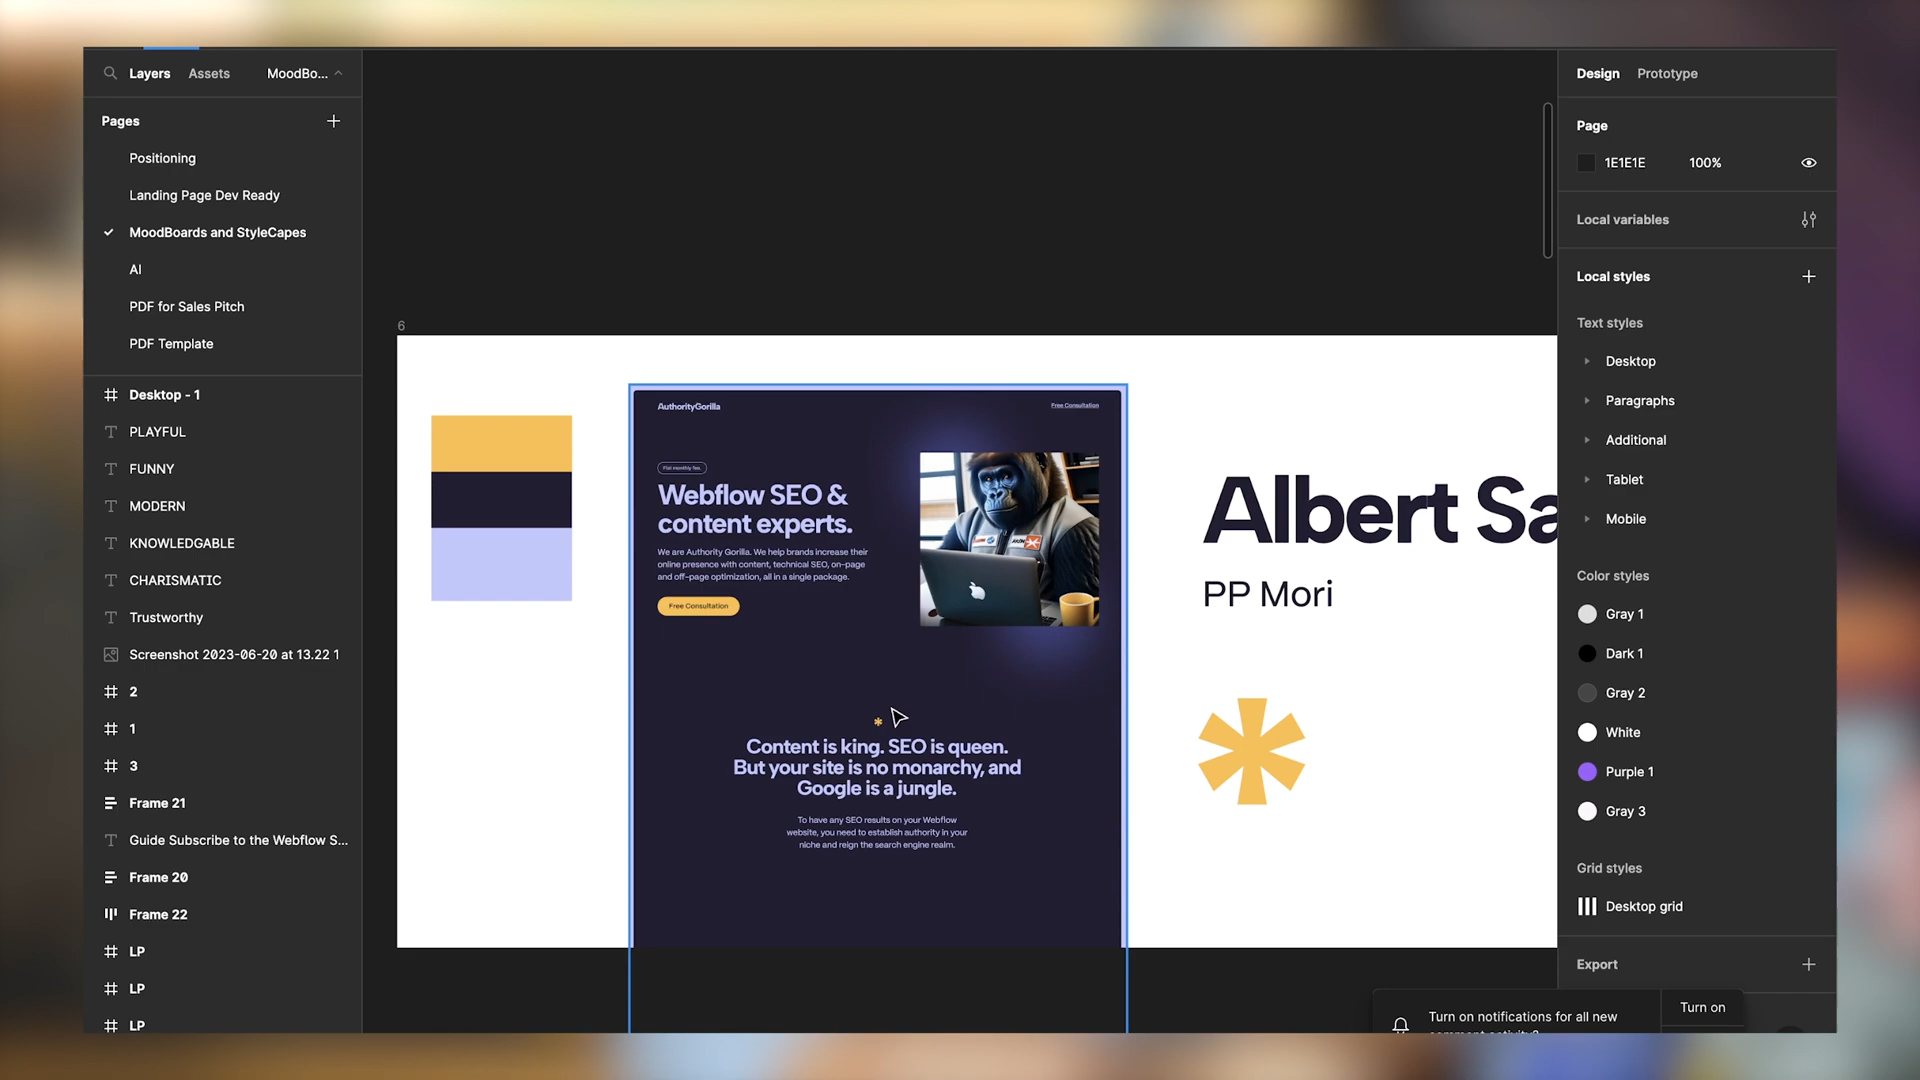 Layers
Assets
MoodBo...
Pages
Positioning
Landing Page Dev Ready
MoodBoards and StyleCapes
AI
PDF for Sales Pitch
PDF Template
Desktop - 1
PLAYFUL
FUNNY
MODERN
KNOWLEDGABLE
CHARISMATIC
Trustworthy
Screenshot 2023-06-20 at 13.22 1
2
1
3
Frame 21
Guide Subscribe to the Webflow S...
Frame 20
Frame 22
LP
LP
LP
6
AuthorityGorilla
Free Consultation
Flat monthly fee.
Webflow SEO &
content experts.
We are Authority Gorilla. We help brands increase their
online presence with content, technical SEO, on-page
and off-page optimization, all in a single package.
Free Consultation
Content is king. SEO is queen.
But your site is no monarchy, and
Google is a jungle.
To have any SEO results on your Webflow
website, you need to establish authority in your
niche and reign the search engine realm.
Albert Sa
PP Mori
Design
Prototype
Page
1E1E1E
100%
Local variables
Local styles
Text styles
Desktop
Paragraphs
Additional
Tablet
Mobile
Color styles
Gray 1
Dark 1
Gray 2
White
Purple 1
Gray 3
Grid styles
Desktop grid
Export
Turn on notifications for all new
comment activity?
Turn on